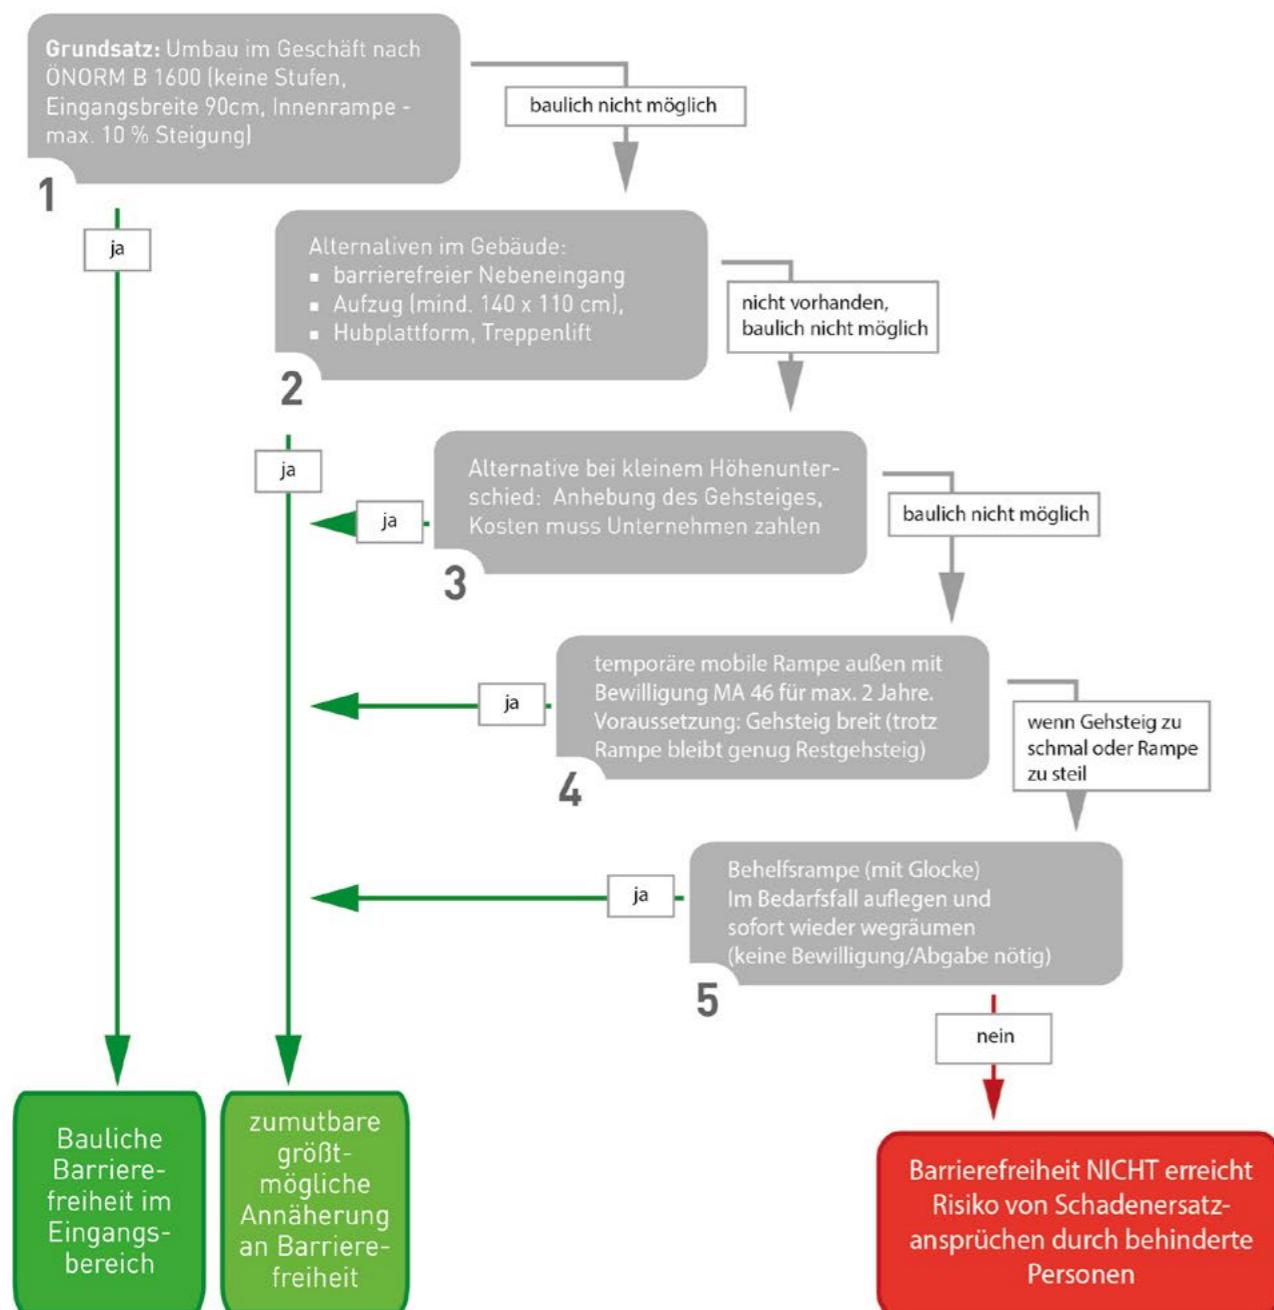 Grundsatz: Umbau im Geschäft nach
ÖNORM B 1600 (keine Stufen,
Eingangsbreite 90cm, Innenrampe -
max. 10 % Steigung)
1
baulich nicht möglich
ja
Alternativen im Gebäude:
▪ barrierefreier Nebeneingang
▪ Aufzug (mind. 140 x 110 cm),
▪ Hubplattform, Treppenlift
2
nicht vorhanden,
baulich nicht möglich
ja
Alternative bei kleinem Höhenunter-
schied: Anhebung des Gehsteiges,
Kosten muss Unternehmen zahlen
3
ja
baulich nicht möglich
temporäre mobile Rampe außen mit
Bewilligung MA 46 für max. 2 Jahre.
Voraussetzung: Gehsteig breit (trotz
Rampe bleibt genug Restgehsteig)
4
ja
wenn Gehsteig zu
schmal oder Rampe
zu steil
Behelfsrampe (mit Glocke)
Im Bedarfsfall auflegen und
sofort wieder wegräumen
(keine Bewilligung/Abgabe nötig)
5
ja
nein
Bauliche
Barriere-
freiheit im
Eingangs-
bereich
zumutbare
größt-
mögliche
Annäherung
an Barriere-
freiheit
Barrierefreiheit NICHT erreicht
Risiko von Schadenersatz-
ansprüchen durch behinderte
Personen